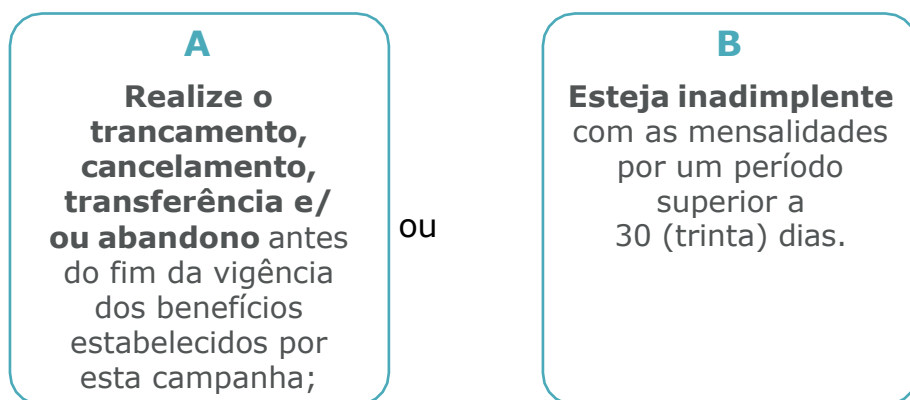 A
Realize o
trancamento,
cancelamento,
transferência e/
ou abandono antes
do fim da vigência
dos benefícios
estabelecidos por
esta campanha;
ou
B
Esteja inadimplente
com as mensalidades
por um período
superior a
30 (trinta) dias.